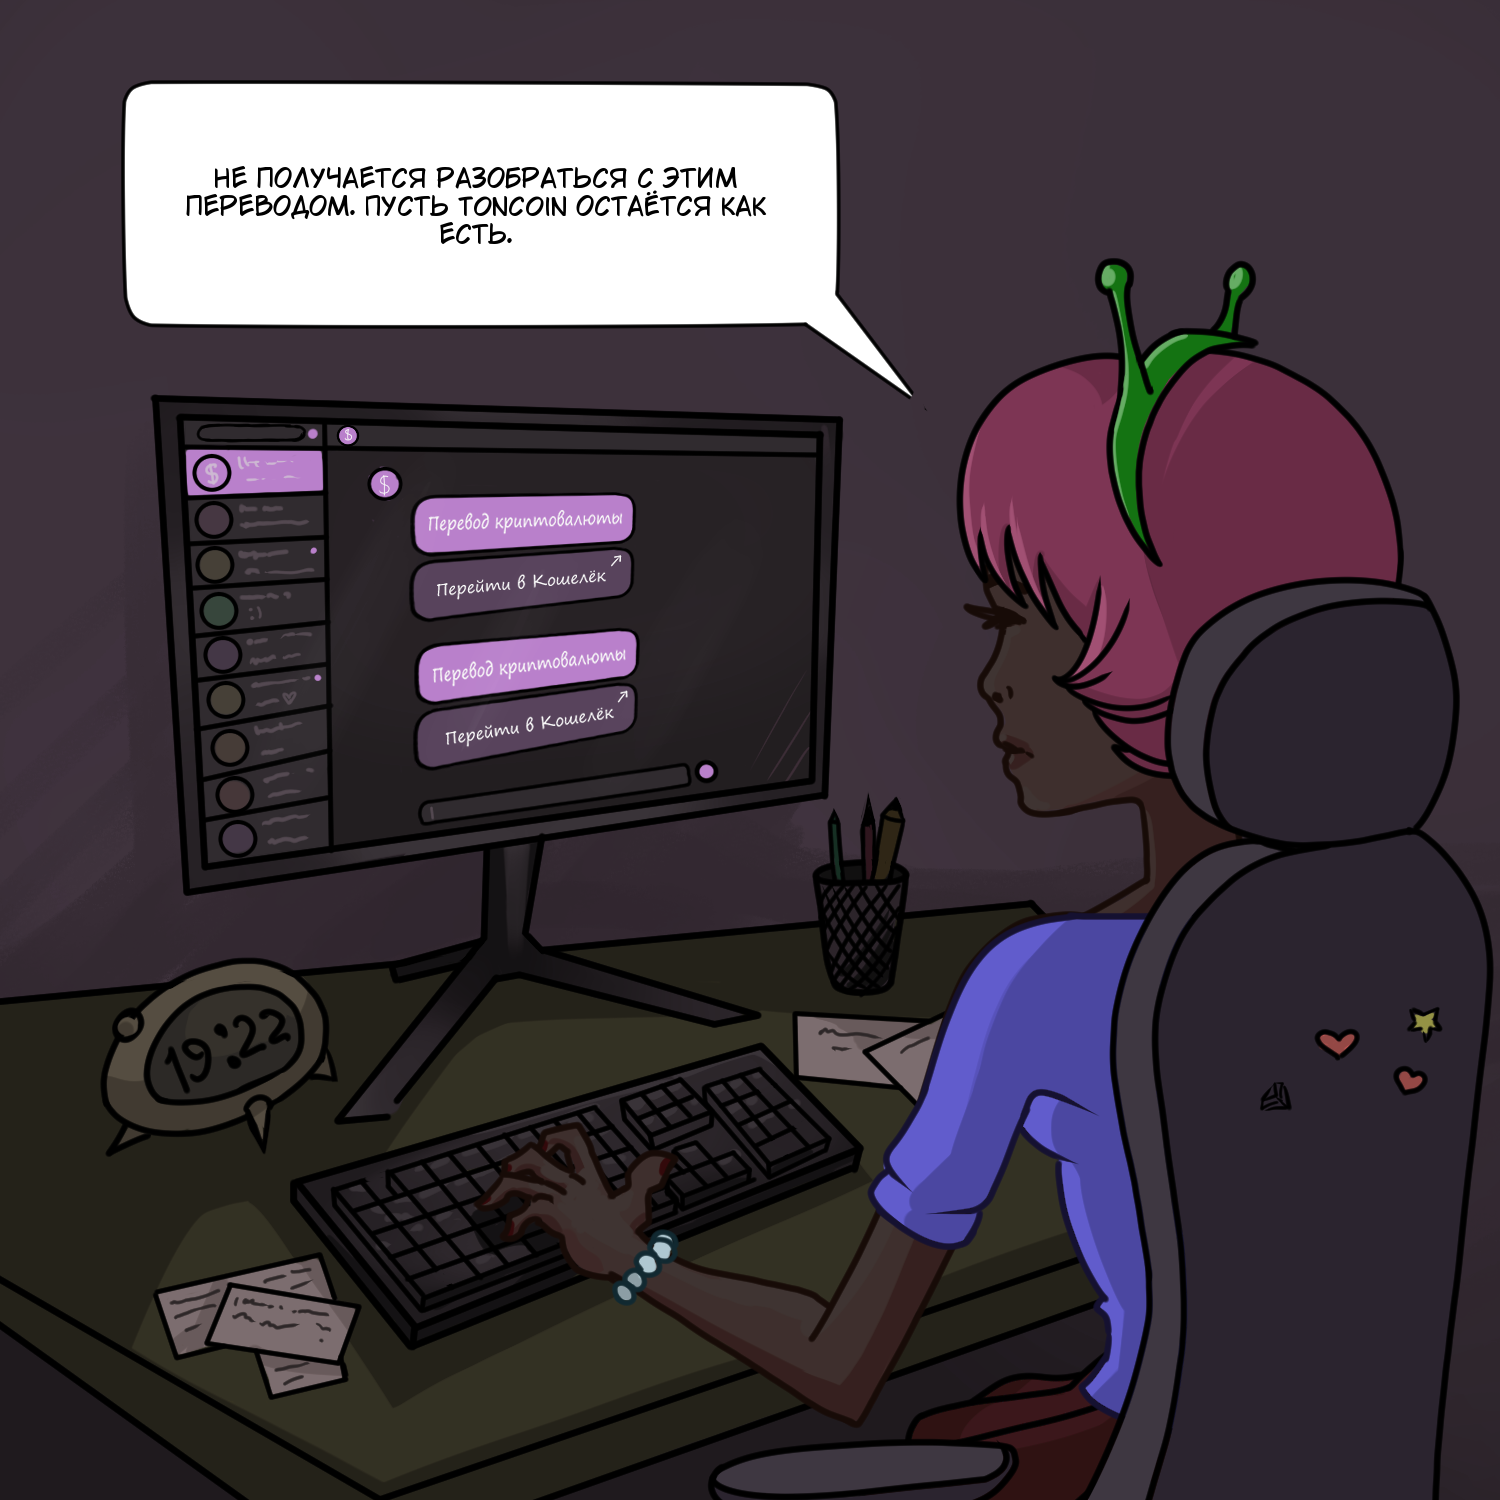 НЕ ПОЛУЧАЕТСЯ РАЗОБРАТЬСЯ С ЭТИМ
ПЕРЕВОДОМ. ПУСТЬ TONCOIN ОСТАЁТСЯ КАК
ЕСТЬ.
$
$
$
Перевод криптовалюты
Перейти в Кошелёк
:)
Перевод криптовалюты
Перейти в Кошелёк
19:22